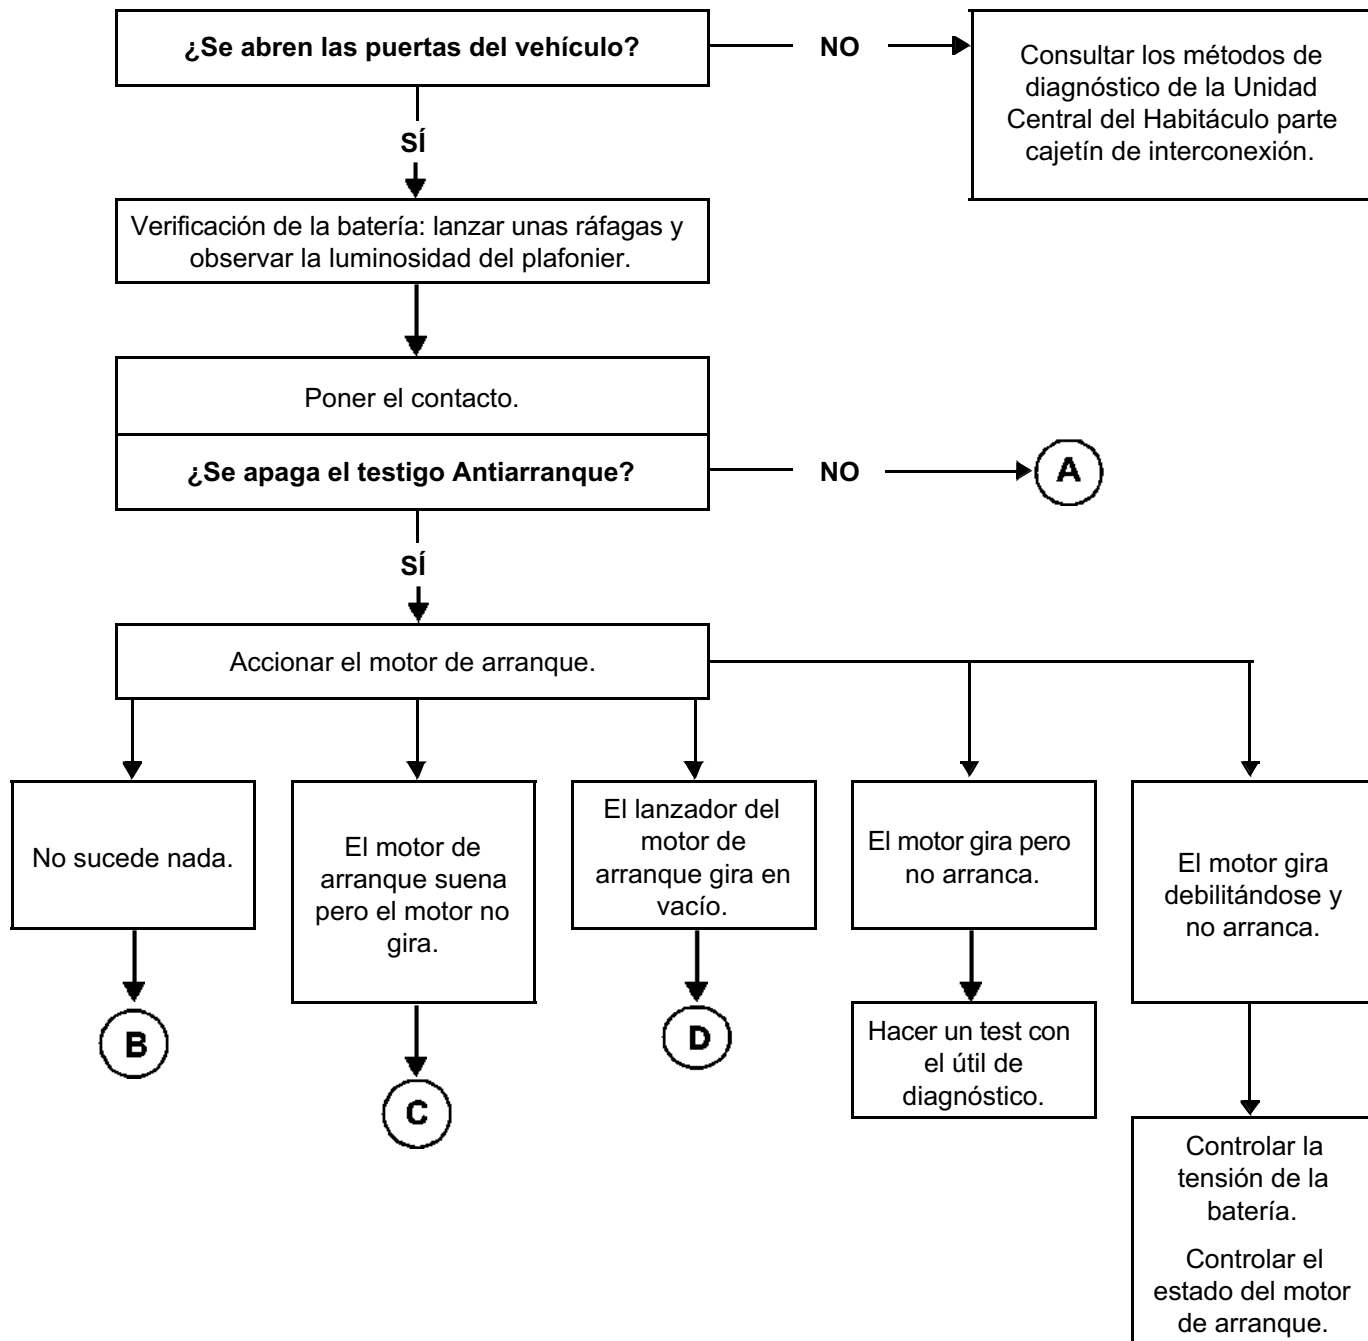 ¿Se abren las puertas del vehículo?
NO
Consultar los métodos de
diagnóstico de la Unidad
Central del Habitáculo parte
cajetín de interconexión.
SÍ
Verificación de la batería: lanzar unas ráfagas y
observar la luminosidad del plafonier.
Poner el contacto.
¿Se apaga el testigo Antiarranque?
NO
A
SÍ
Accionar el motor de arranque.
No sucede nada.
B
El motor de
arranque suena
pero el motor no
gira.
C
El lanzador del
motor de
arranque gira en
vacío.
D
El motor gira pero
no arranca.
Hacer un test con
el útil de
diagnóstico.
El motor gira
debilitándose y
no arranca.
Controlar la
tensión de la
batería.
Controlar el
estado del motor
de arranque.